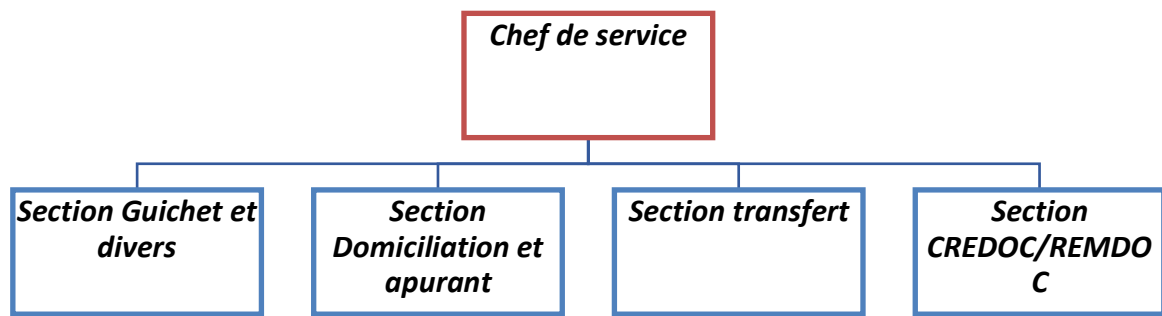 Chef de service
Section Guichet et
divers
Section
Domiciliation et
apurant
Section transfert
Section
CREDOC/REMDO
C